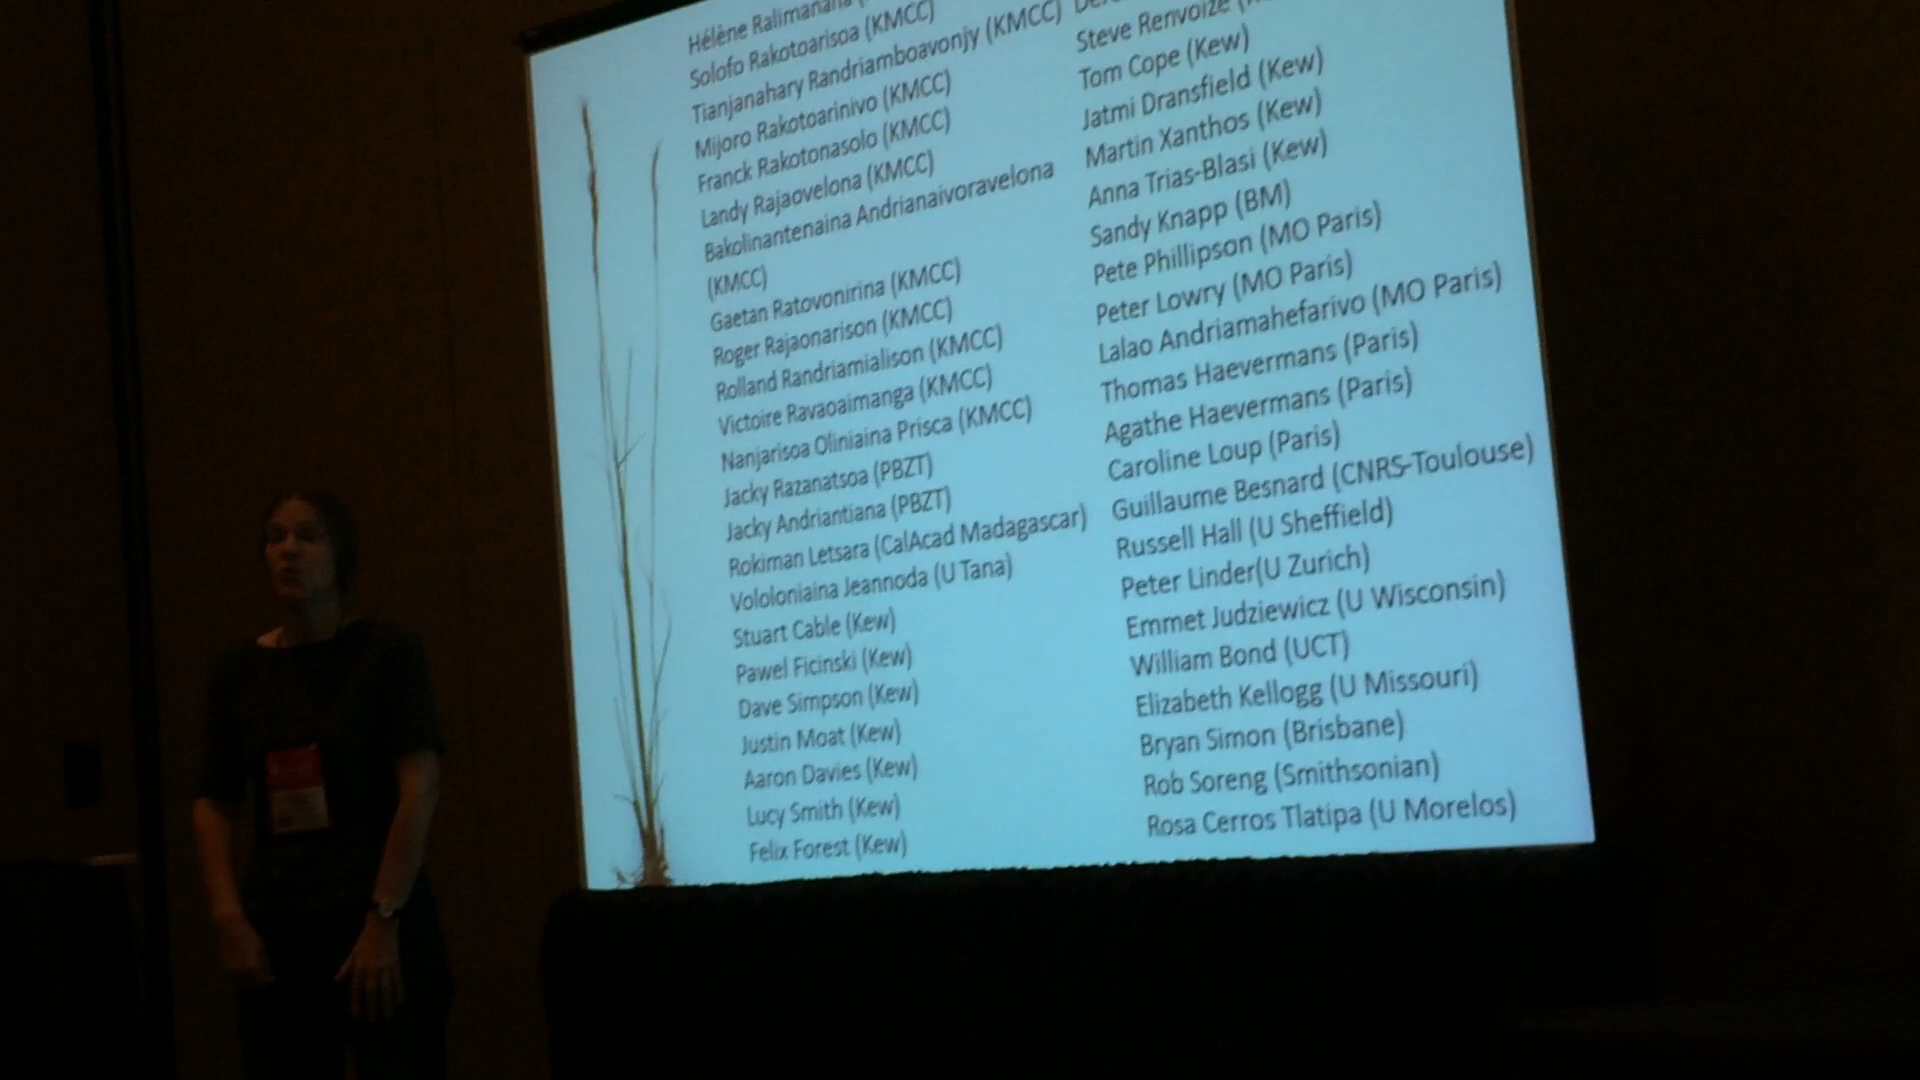 Hélène Ralimanana
Solofo Rakotoarisoa (KMCC)
Tianjanahary Randriamboavonjy (KMCC)
Mijoro Rakotoarinivo (KMCC)
Franck Rakotonasolo (KMCC)
Landy Rajaovelona (KMCC)
Bakolinantenaina Andrianaivoravelona
(KMCC)
Gaetan Ratovonirina (KMCC)
Roger Rajaonarison (KMCC)
Rolland Randriamialison (KMCC)
Victoire Ravaoaimanga (KMCC)
Nanjarisoa Oliniaina Prisca (KMCC)
Jacky Razanatsoa (PBZT)
Jacky Andriantiana (PBZT)
Rokiman Letsara (CalAcad Madagascar)
Vololoniaina Jeannoda (U Tana)
Stuart Cable (Kew)
Pawel Ficinski (Kew)
Dave Simpson (Kew)
Justin Moat (Kew)
Aaron Davies (Kew)
Lucy Smith (Kew)
Felix Forest (Kew)
Steve Renvoize
Tom Cope (Kew)
Jatmi Dransfield (Kew)
Martin Xanthos (Kew)
Anna Trias-Blasi (Kew)
Sandy Knapp (BM)
Pete Phillipson (MO Paris)
Peter Lowry (MO Paris)
Lalao Andriamahefarivo (MO Paris)
Thomas Haevermans (Paris)
Agathe Haevermans (Paris)
Caroline Loup (Paris)
Guillaume Besnard (CNRS-Toulouse)
Russell Hall (U Sheffield)
Peter Linder(U Zurich)
Emmet Judziewicz (U Wisconsin)
William Bond (UCT)
Elizabeth Kellogg (U Missouri)
Bryan Simon (Brisbane)
Rob Soreng (Smithsonian)
Rosa Cerros Tlatipa (U Morelos)